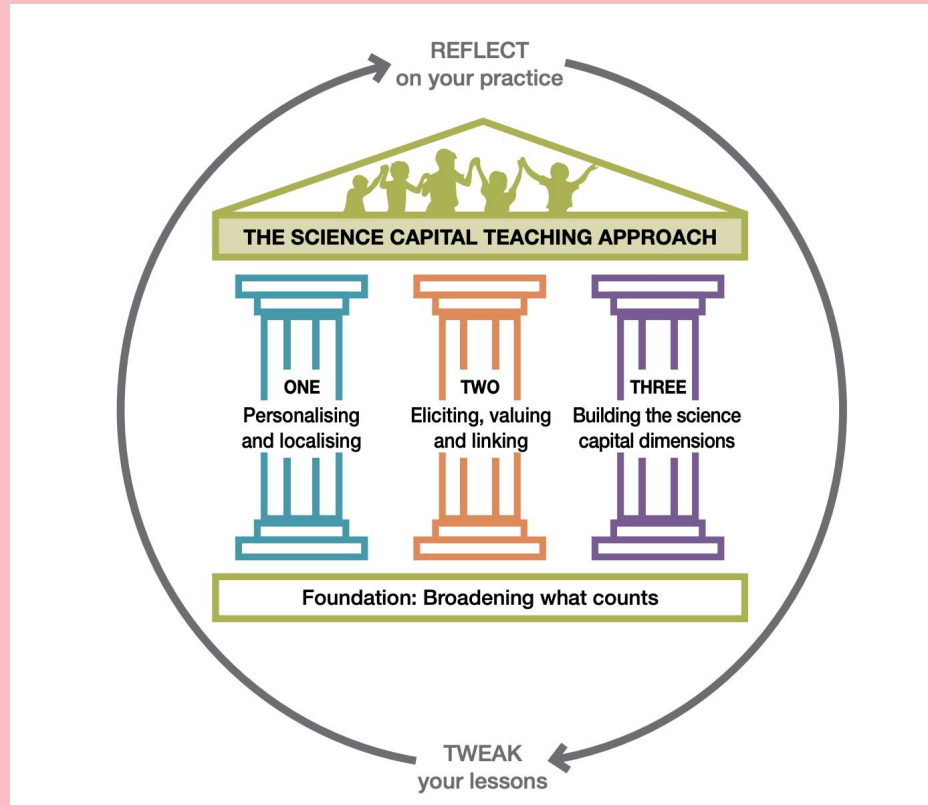 REFLECT
on your practice
THE SCIENCE CAPITAL TEACHING APPROACH
ONE
Personalising
and localising
TWO
Eliciting, valuing
and linking
THREE
Building the science
capital dimensions
Foundation: Broadening what counts
TWEAK
your lessons